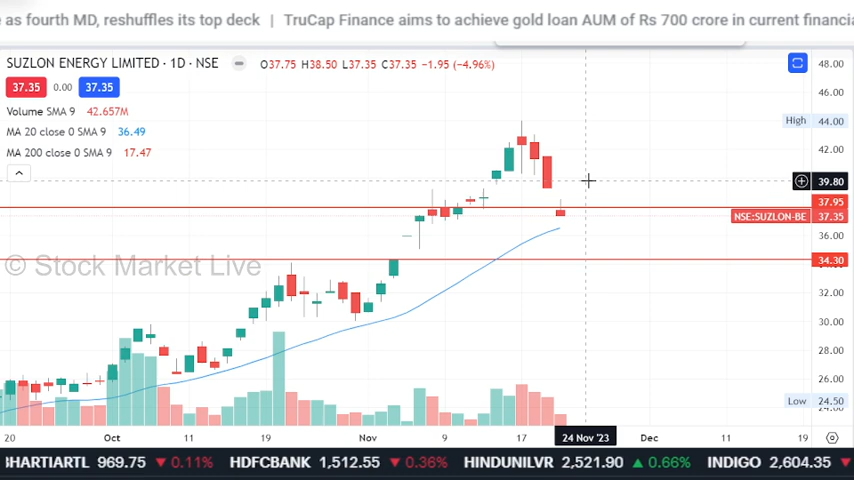 e as fourth MD, reshuffles its top deck | TruCap Finance aims to achieve gold loan AUM of Rs 700 crore in current financia
SUZLON ENERGY LIMITED · 1D · NSE O37.75 H38.50 L37.35 C37.35 −1.95 (−4.96%)
37.35 0.00 37.35
Volume SMA 9 42.657M
MA 20 close 0 SMA 9 36.49
MA 200 close 0 SMA 9 17.47
48.00
46.00
High 44.00
42.00
39.80
37.95
NSE:SUZLON-BE 37.35
36.00
34.30
© Stock Market Live
32.00
30.00
28.00
26.00
Low 24.50
20 Oct 11 19 Nov 9 17 24 Nov '23 Dec 11 19
BHARTIARTL 969.75 ▼ 0.11% HDFCBANK 1,512.55 ▼ 0.36% HINDUNILVR 2,521.90 ▲ 0.66% INDIGO 2,604.35 ▼